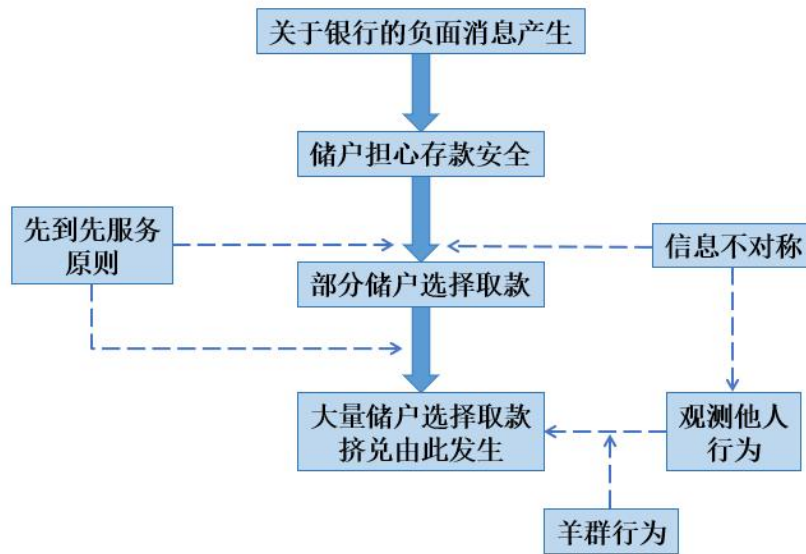 关于银行的负面消息产生
储户担心存款安全
先到先服务
原则
信息不对称
部分储户选择取款
大量储户选择取款
挤兑由此发生
观测他人
行为
羊群行为